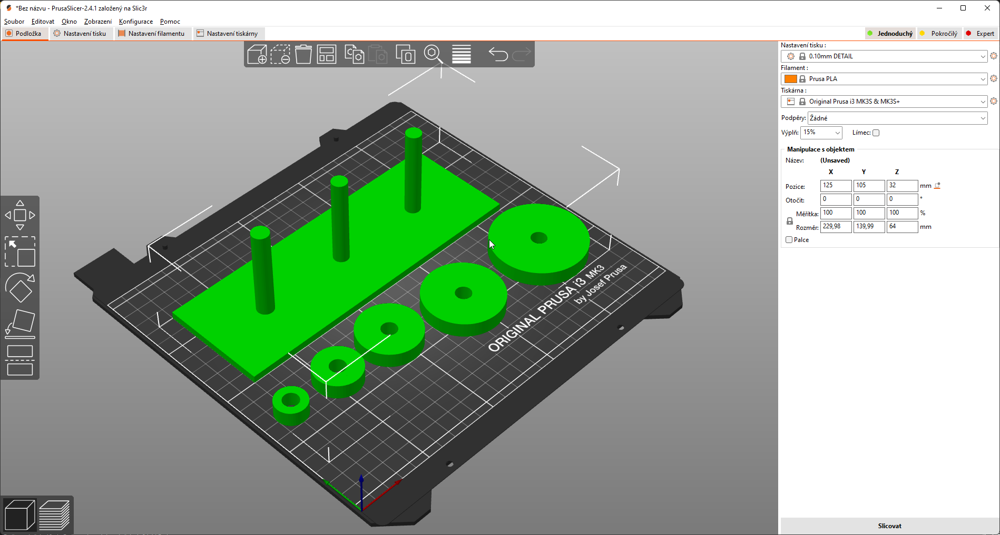 *Bez názvu - PrusaSlicer-2.4.1 založený na Slic3r
Soubor Editovat Okno Zobrazení Konfigurace Pomoc
Podložka Nastavení tisku Nastavení filamentu Nastavení tiskárny Jednoduchý Pokročilý Expert
Nastavení tisku :
0.10mm DETAIL
Filament :
Prusa PLA
Tiskárna :
Original Prusa i3 MK3S & MK3S+
Podpěry: Žádné
Výplň: 15% Límec:
Manipulace s objektem
Název: (Unsaved)
X Y Z
Pozice: 125 105 32 mm
Otočit: 0 0 0 °
Měřítka: 100 100 100 %
Rozměr: 229,98 139,99 64 mm
Palce
ORIGINAL PRUSA i3 MK3
by Josef Prusa
Slicovat